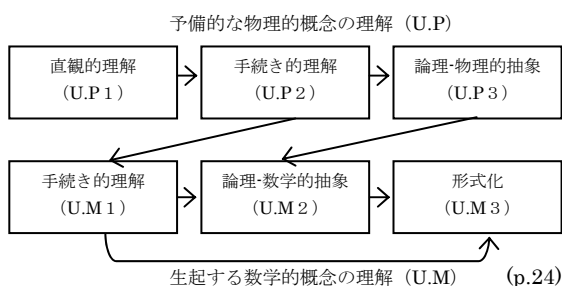 予備的な物理的概念の理解（U.P）
直観的理解
（U.P１）
手続き的理解
（U.P２）
論理‐物理的抽象
（U.P３）
手続き的理解
（U.M１）
論理‐数学的抽象
（U.M２）
形式化
（U.M３）
生起する数学的概念の理解（U.M） (p.24)